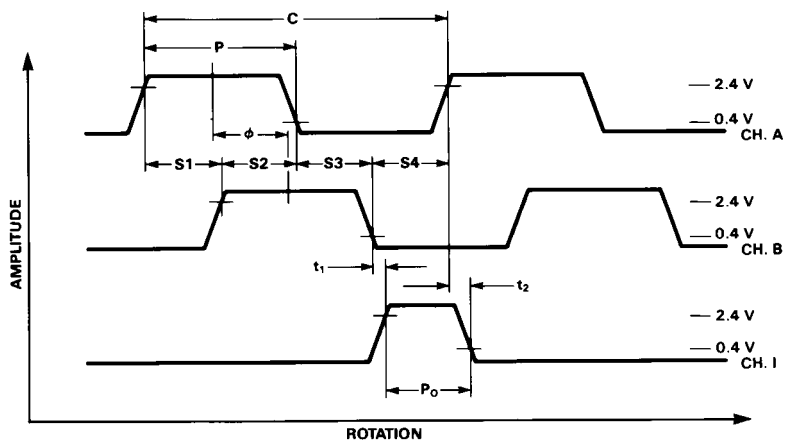 C
P
2.4 V
0.4 V
CH. A
ϕ
S1 S2 S3 S4
2.4 V
0.4 V
CH. B
t₁
t₂
2.4 V
0.4 V
CH. I
P₀
AMPLITUDE
ROTATION